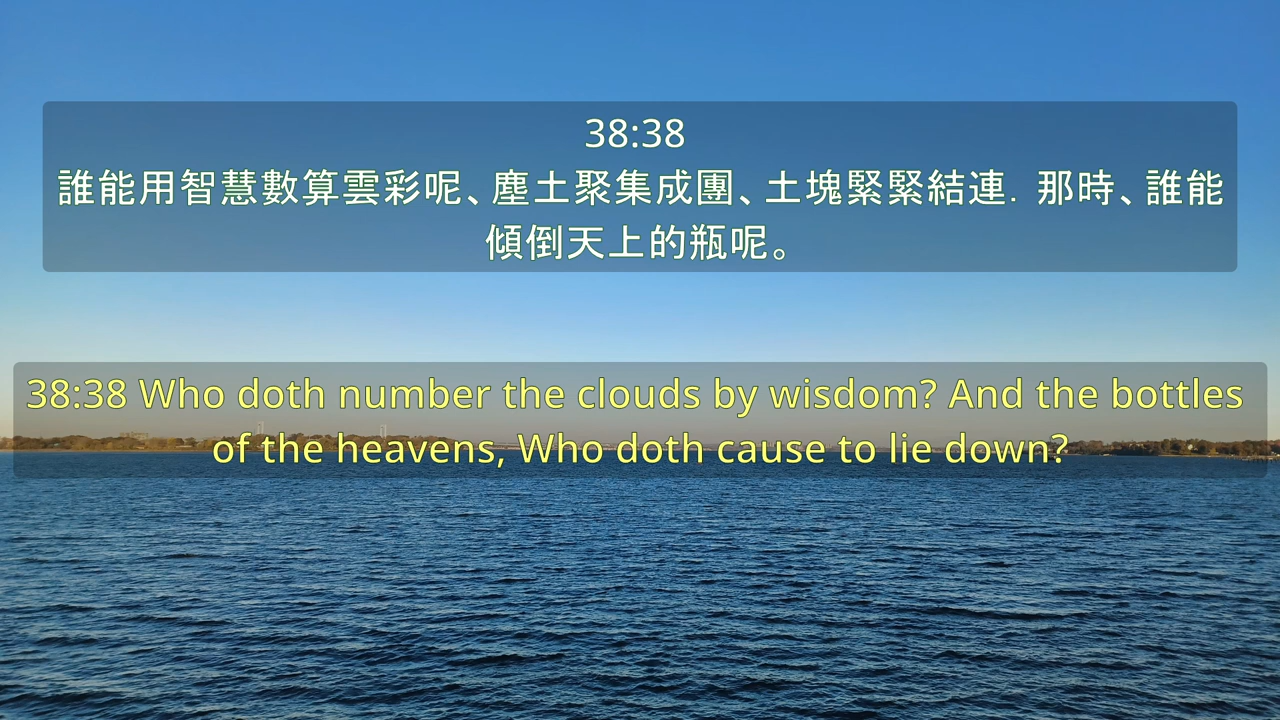 38:38
誰能用智慧數算雲彩呢、塵土聚集成團、土塊緊緊結連. 那時、誰能
傾倒天上的瓶呢。
38:38 Who doth number the clouds by wisdom? And the bottles
of the heavens, Who doth cause to lie down?